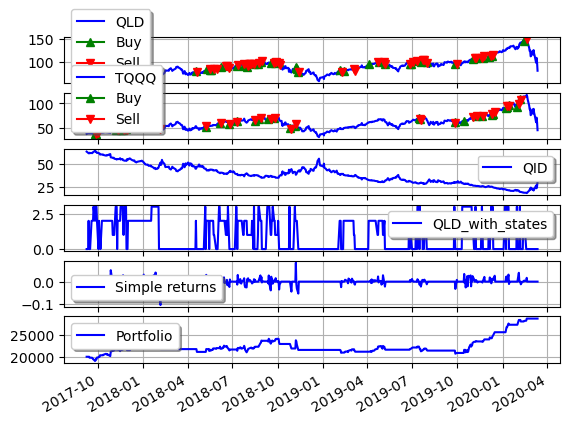 QLD
Buy
Sell
150
100
TQQQ
Buy
Sell
100
50
QID
50
25
QLD_with_states
2.5
0.0
Simple returns
0.0
−0.1
Portfolio
25000
20000
2017-10
2018-01
2018-04
2018-07
2018-10
2019-01
2019-04
2019-07
2019-10
2020-01
2020-04